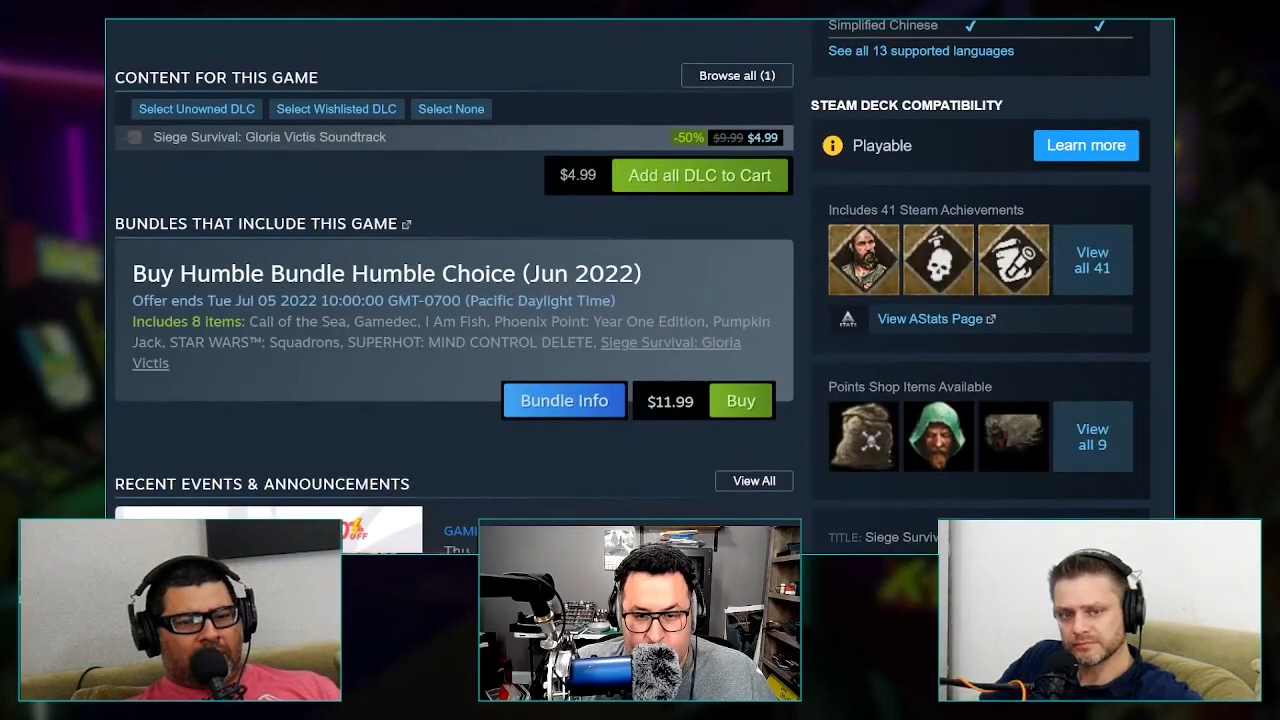 Simplified Chinese ✔ ✔
See all 13 supported languages
CONTENT FOR THIS GAME
Browse all (1)
Select Unowned DLC Select Wishlisted DLC Select None
Siege Survival: Gloria Victis Soundtrack
-50% $9.99 $4.99
$4.99 Add all DLC to Cart
BUNDLES THAT INCLUDE THIS GAME
Buy Humble Bundle Humble Choice (Jun 2022)
Offer ends Tue Jul 05 2022 10:00:00 GMT-0700 (Pacific Daylight Time)
Includes 8 items: Call of the Sea, Gamedec, I Am Fish, Phoenix Point: Year One Edition, Pumpkin
Jack, STAR WARS™: Squadrons, SUPERHOT: MIND CONTROL DELETE, Siege Survival: Gloria
Victis
Bundle Info $11.99 Buy
RECENT EVENTS & ANNOUNCEMENTS
View All
OFF
GAMI
Thu
STEAM DECK COMPATIBILITY
Playable
Learn more
Includes 41 Steam Achievements
View
all 41
STATS
View AStats Page
Points Shop Items Available
View
all 9
TITLE: Siege Surviv